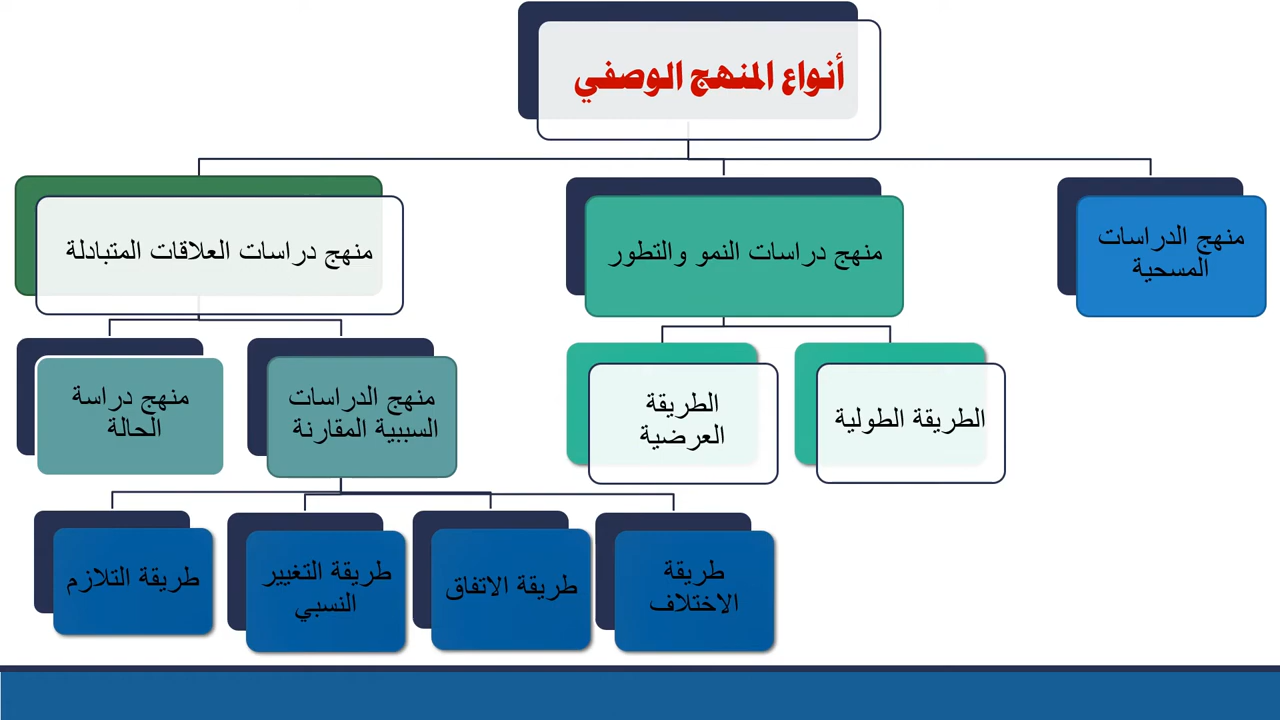 أنواع المنهج الوصفي
منهج الدراسات
المسحية
منهج دراسات النمو والتطور
منهج دراسات العلاقات المتبادلة
الطريقة الطولية
الطريقة
العرضية
منهج الدراسات
السببية المقارنة
منهج دراسة
الحالة
طريقة
الاختلاف
طريقة الاتفاق
طريقة التغيير
النسبي
طريقة التلازم